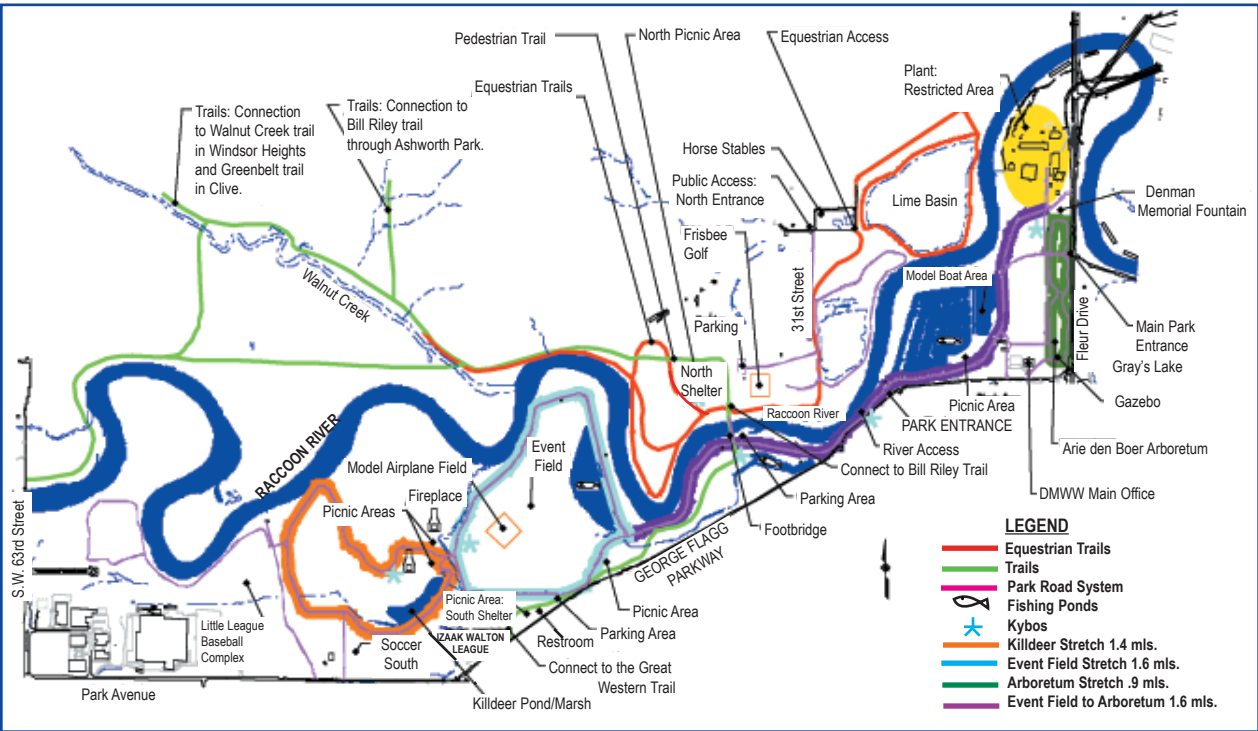 Pedestrian Trail
North Picnic Area
Equestrian Access
Equestrian Trails
Plant:
Restricted Area
Trails: Connection
to Walnut Creek trail
in Windsor Heights
and Greenbelt trail
in Clive.
Trails: Connection to
Bill Riley trail
through Ashworth Park.
Horse Stables
Public Access:
North Entrance
Lime Basin
Denman
Memorial Fountain
Frisbee
Golf
Walnut Creek
Model Boat Area
31st Street
Fleur Drive
Parking
Main Park
Entrance
Gray's Lake
North
Shelter
Gazebo
Raccoon River
Picnic Area
PARK ENTRANCE
River Access
Connect to Bill Riley Trail
Arie den Boer Arboretum
RACCOON RIVER
Event
Field
Model Airplane Field
Fireplace
Picnic Areas
Parking Area
DMWW Main Office
Footbridge
S.W. 63rd Street
GEORGE FLAGG
PARKWAY
Picnic Area:
South Shelter
Picnic Area
Little League
Baseball
Complex
Soccer
South
IZAAK WALTON
LEAGUE
Restroom
Parking Area
Connect to the Great
Western Trail
Killdeer Pond/Marsh
Park Avenue
LEGEND
Equestrian Trails
Trails
Park Road System
Fishing Ponds
Kybos
Killdeer Stretch 1.4 mls.
Event Field Stretch 1.6 mls.
Arboretum Stretch .9 mls.
Event Field to Arboretum 1.6 mls.